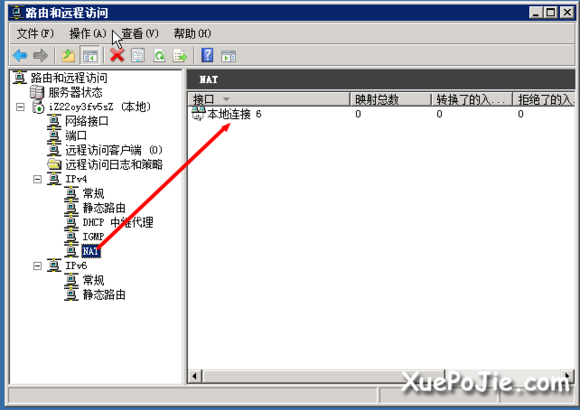 路由和远程访问
文件(F) 操作(A) 查看(V) 帮助(H)
路由和远程访问
服务器状态
iZ22oy3fv5sZ (本地)
网络接口
端口
远程访问客户端 (0)
远程访问日志和策略
IPv4
常规
静态路由
DHCP 中继代理
IGMP
NAT
IPv6
常规
静态路由
NAT
接口 映射总数 转换了的入... 拒绝了的入...
本地连接 6 0 0 0
XuePoJie.com